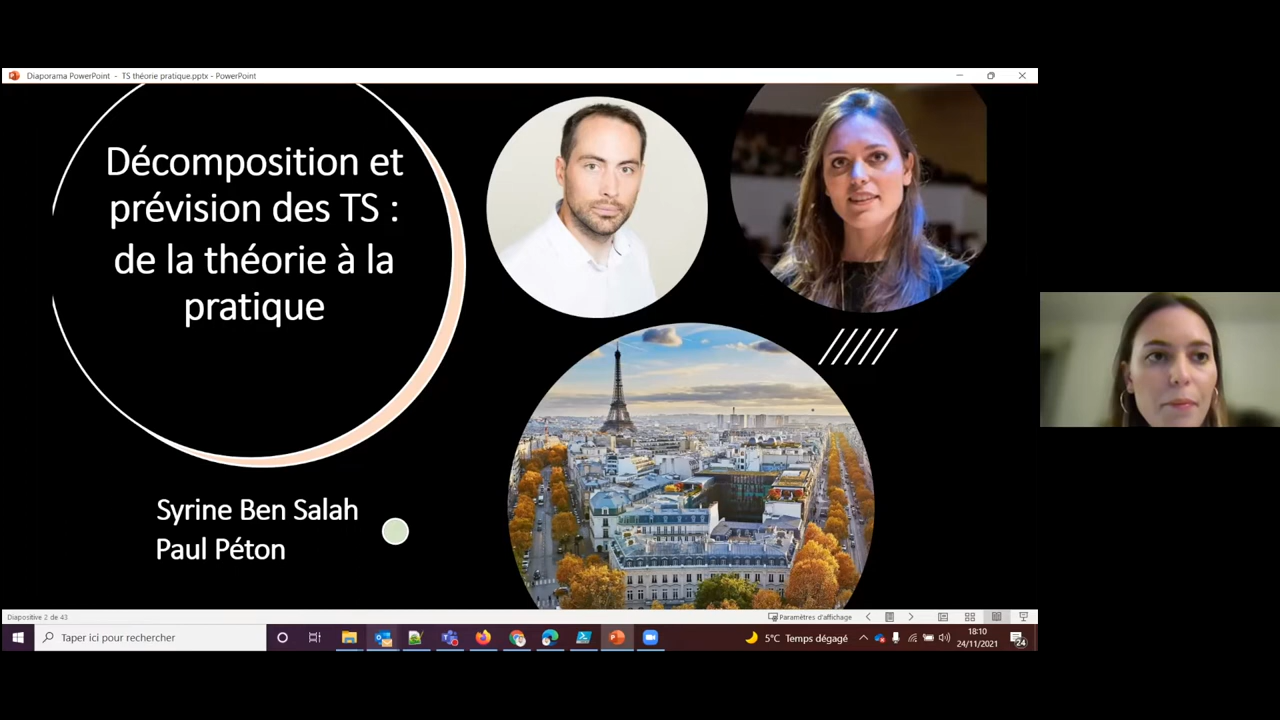 Diaporama PowerPoint - TS théorie pratique.pptx - PowerPoint
Décomposition et
prévision des TS :
de la théorie à la
pratique
Syrine Ben Salah
Paul Péton
Diapositive 2 de 43
Paramètres d'affichage
Taper ici pour rechercher
5°C Temps dégagé
18:10
24/11/2021
24